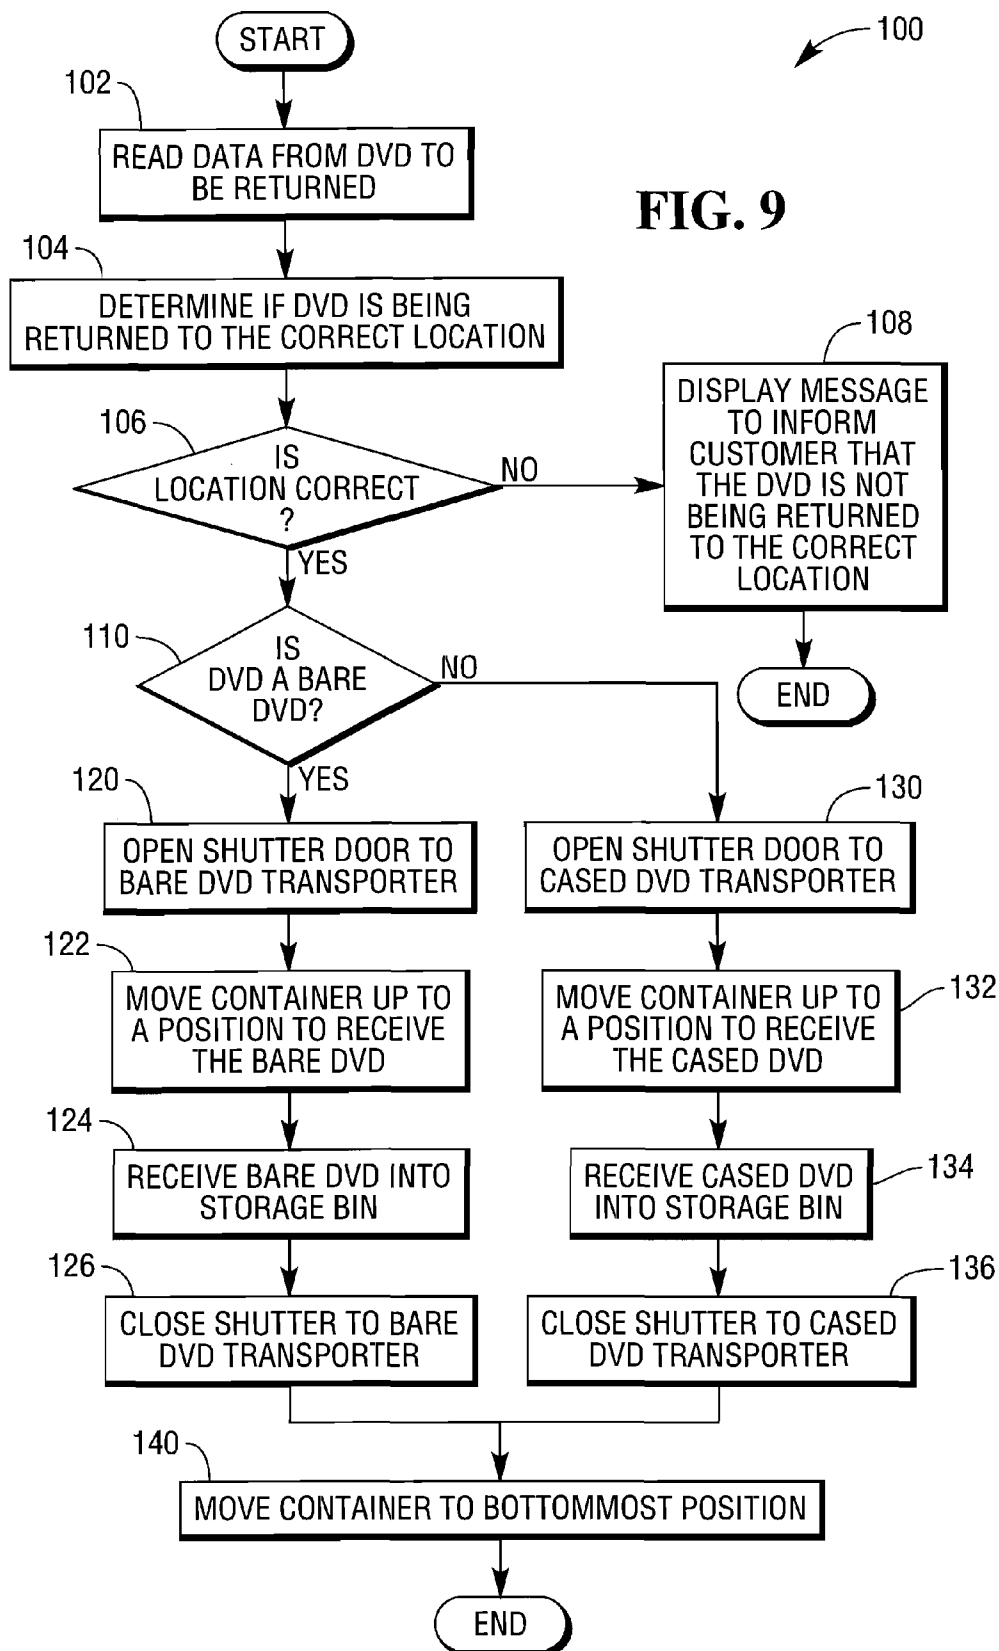 START
100
102
READ DATA FROM DVD TO
BE RETURNED
FIG. 9
104
DETERMINE IF DVD IS BEING
RETURNED TO THE CORRECT LOCATION
106
IS
LOCATION CORRECT
?
NO
YES
108
DISPLAY MESSAGE
TO INFORM
CUSTOMER THAT
THE DVD IS NOT
BEING RETURNED
TO THE CORRECT
LOCATION
END
110
IS
DVD A BARE
DVD?
NO
YES
120
OPEN SHUTTER DOOR TO
BARE DVD TRANSPORTER
122
MOVE CONTAINER UP TO
A POSITION TO RECEIVE
THE BARE DVD
124
RECEIVE BARE DVD INTO
STORAGE BIN
126
CLOSE SHUTTER TO BARE
DVD TRANSPORTER
130
OPEN SHUTTER DOOR TO
CASED DVD TRANSPORTER
132
MOVE CONTAINER UP TO
A POSITION TO RECEIVE
THE CASED DVD
134
RECEIVE CASED DVD
INTO STORAGE BIN
136
CLOSE SHUTTER TO CASED
DVD TRANSPORTER
140
MOVE CONTAINER TO BOTTOMMOST POSITION
END